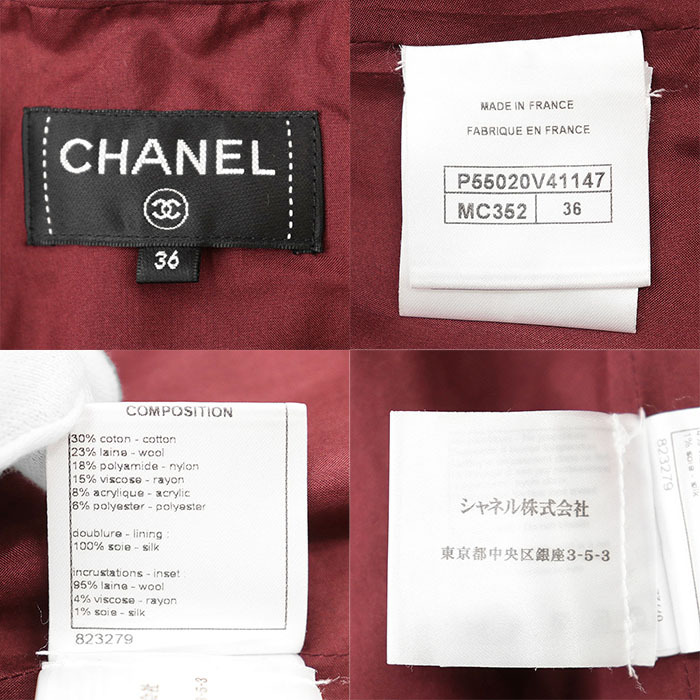 CHANEL
36
MADE IN FRANCE
FABRIQUE EN FRANCE
P55020V41147
MC352 36
COMPOSITION
30% coton - cotton
23% laine - wool
18% polyamide - nylon
15% viscose - rayon
8% acrylique - acrylic
6% polyester - polyester
doublure - lining :
100% soie - silk
incrustations - inset :
95% laine - wool
4% viscose - rayon
1% soie - silk
823279
シャネル株式会社
東京都中央区銀座3-5-3
823279